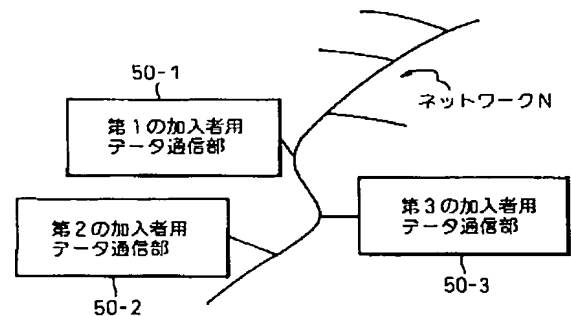 50-1
ネットワークN
第1の加入者用
データ通信部
第2の加入者用
データ通信部
第3の加入者用
データ通信部
50-2
50-3